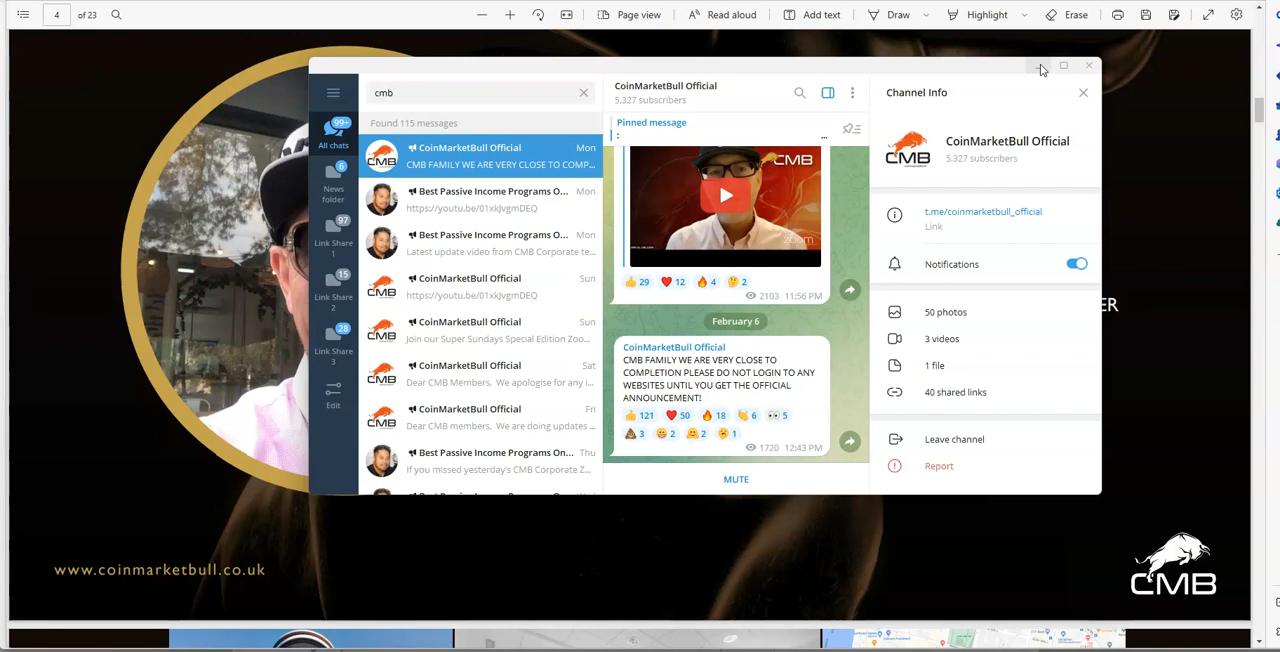 4 of 23
Page view
Read aloud
Add text
Draw
Highlight
Erase
cmb
Found 115 messages
99+
All chats
6
News
folder
97
Link Share
1
15
Link Share
2
28
Link Share
3
Edit
CoinMarketBull Official Mon
CMB FAMILY WE ARE VERY CLOSE TO COMP...
Best Passive Income Programs O... Mon
https://youtu.be/01xkJvgmDEQ
Best Passive Income Programs O... Mon
Latest update video from CMB Corporate te...
CoinMarketBull Official Sun
https://youtu.be/01xkJvgmDEQ
CoinMarketBull Official Sun
Join our Super Sundays Special Edition Zoo...
CoinMarketBull Official Sat
Dear CMB Members, We apologise for any i...
CoinMarketBull Official Fri
Dear CMB members, We are doing updates ...
Best Passive Income Programs On... Thu
If you missed yesterday's CMB Corporate Z...
CoinMarketBull Official
5,327 subscribers
Pinned message
: ...
CMB
zoom
29 12 4 2
2103 11:56 PM
February 6
CoinMarketBull Official
CMB FAMILY WE ARE VERY CLOSE TO
COMPLETION PLEASE DO NOT LOGIN TO ANY
WEBSITES UNTIL YOU GET THE OFFICIAL
ANNOUNCEMENT!
121 50 18 6 5
3 2 2 1
1720 12:43 PM
MUTE
Channel Info
CMB
CoinMarketBull Official
5,327 subscribers
t.me/coinmarketbull_official
Link
Notifications
50 photos
3 videos
1 file
40 shared links
Leave channel
Report
ER
www.coinmarketbull.co.uk
CMB